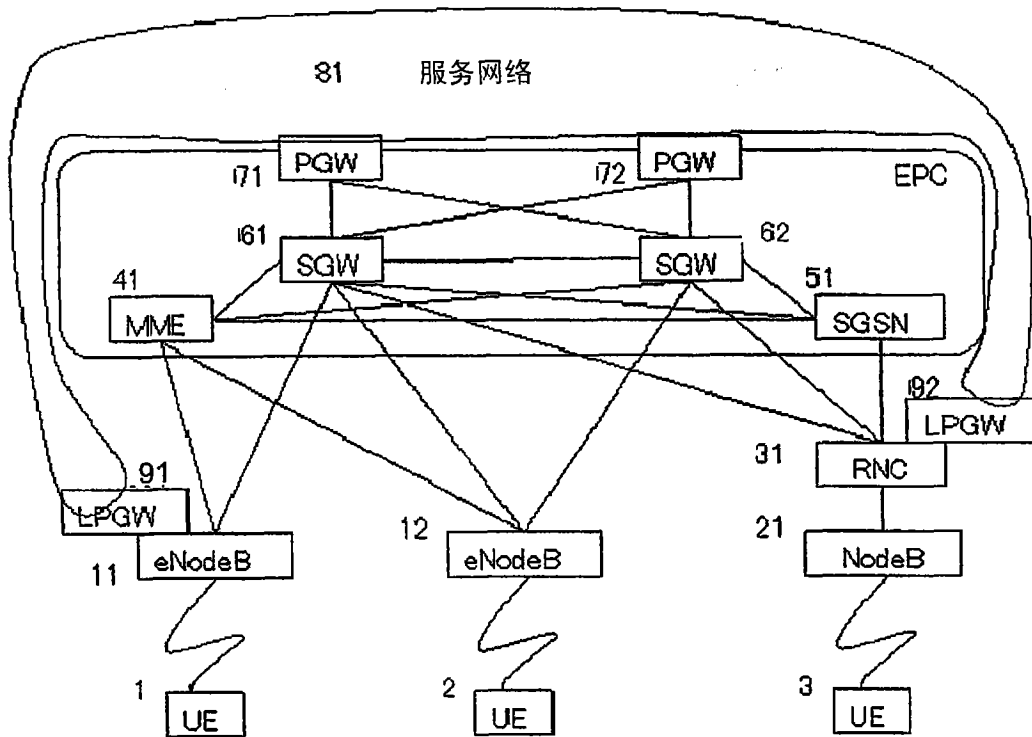 81 服务网络
PGW
71
PGW
72
EPC
61
SGW
62
SGW
41
MME
51
SGSN
92
LPGW
31
RNC
91
LPGW
11
eNodeB
12
eNodeB
21
NodeB
1
UE
2
UE
3
UE